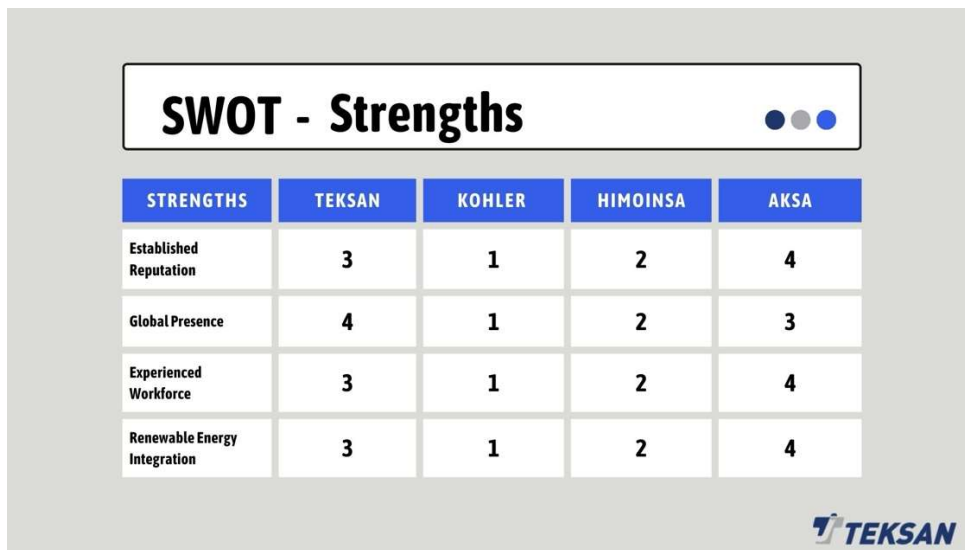 SWOT - Strengths
STRENGTHS TEKSAN KOHLER HIMOINSA AKSA
Established
Reputation
3 1 2 4
Global Presence 4 1 2 3
Experienced
Workforce
3 1 2 4
Renewable Energy
Integration
3 1 2 4
TEKSAN